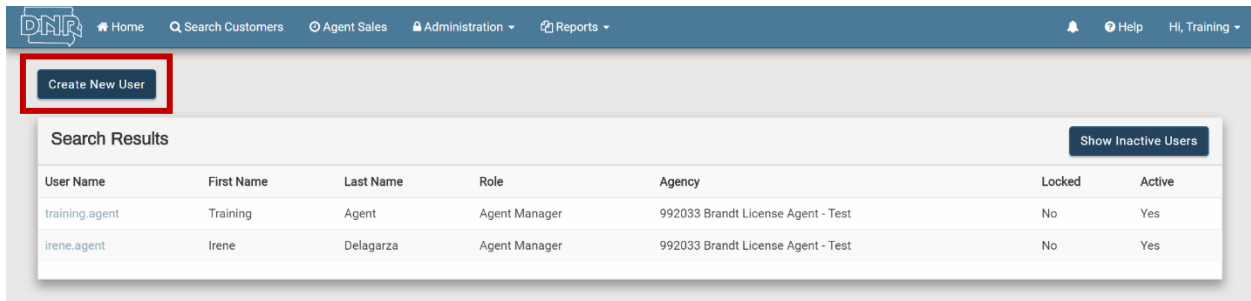 DNR Home Search Customers Agent Sales Administration Reports Help Hi, Training
Create New User
Search Results Show Inactive Users
User Name First Name Last Name Role Agency Locked Active
training.agent Training Agent Agent Manager 992033 Brandt License Agent - Test No Yes
irene.agent Irene Delagarza Agent Manager 992033 Brandt License Agent - Test No Yes